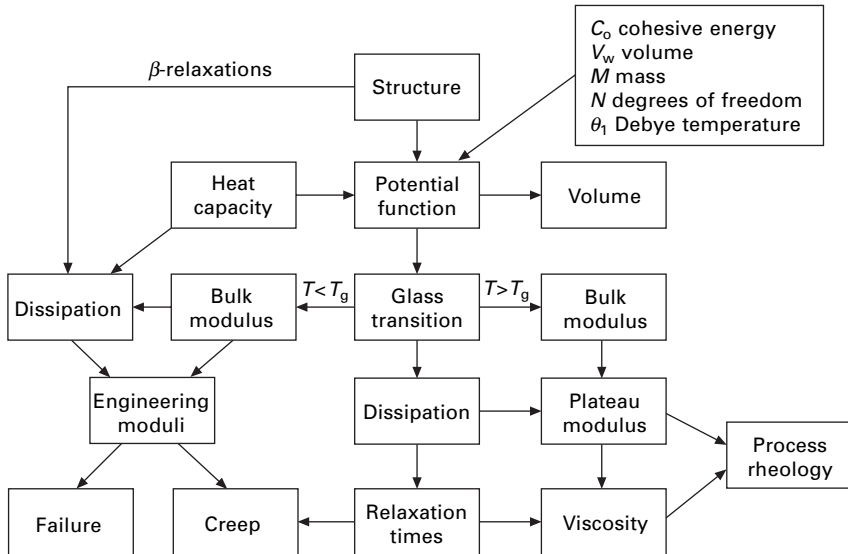 C₀ cohesive energy
V_w volume
M mass
N degrees of freedom
θ₁ Debye temperature
β-relaxations
Structure
Heat
capacity
Potential
function
Volume
Dissipation
Bulk
modulus
T<T_g
Glass
transition
T>T_g
Bulk
modulus
Engineering
moduli
Dissipation
Plateau
modulus
Process
rheology
Failure
Creep
Relaxation
times
Viscosity